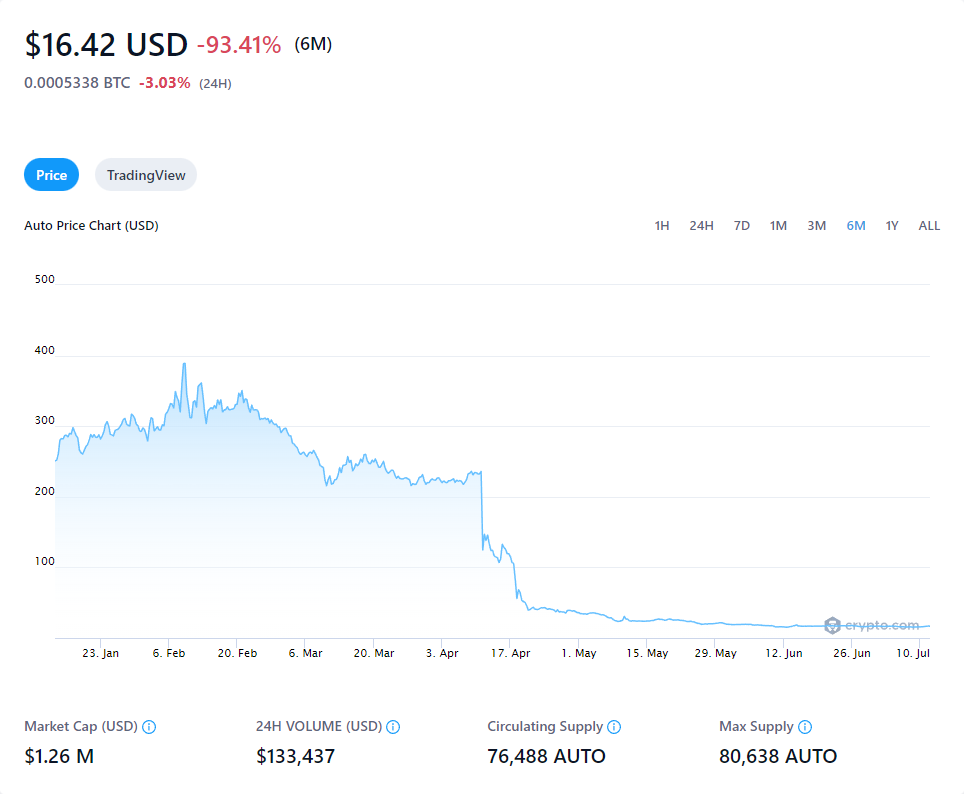 $16.42 USD -93.41% (6M)
0.0005338 BTC -3.03% (24H)
Price TradingView
Auto Price Chart (USD) 1H 24H 7D 1M 3M 6M 1Y ALL
500
400
300
200
100
crypto.com
23. Jan 6. Feb 20. Feb 6. Mar 20. Mar 3. Apr 17. Apr 1. May 15. May 29. May 12. Jun 26. Jun 10. Jul
Market Cap (USD) 24H VOLUME (USD) Circulating Supply Max Supply
$1.26 M $133,437 76,488 AUTO 80,638 AUTO